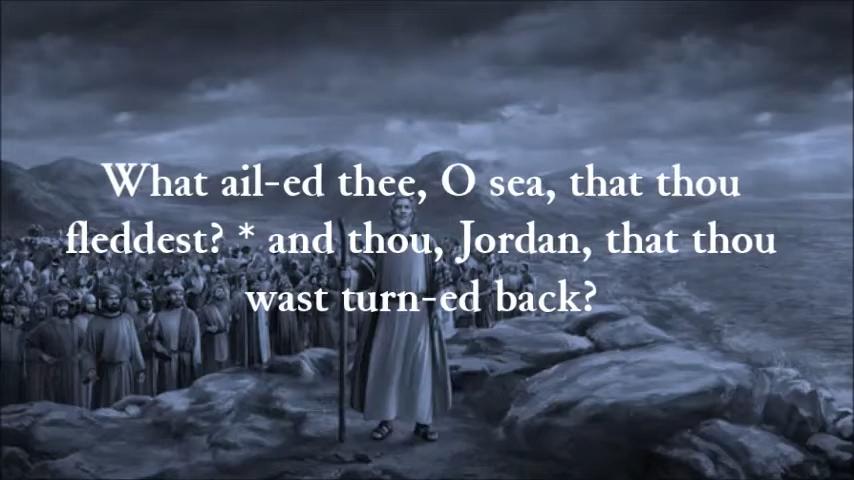 What ail-ed thee, O sea, that thou
fleddest? * and thou, Jordan, that thou
wast turn-ed back?